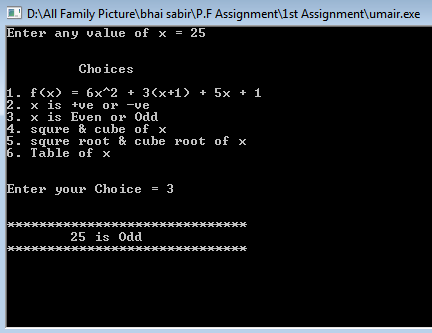 D:\All Family Picture\bhai sabir\P.F Assignment\1st Assignment\umair.exe
Enter any value of x = 25
Choices
1. f(x) = 6x^2 + 3(x+1) + 5x + 1
2. x is +ve or -ve
3. x is Even or Odd
4. squre & cube of x
5. squre root & cube root of x
6. Table of x
Enter your Choice = 3
******************************
25 is Odd
******************************